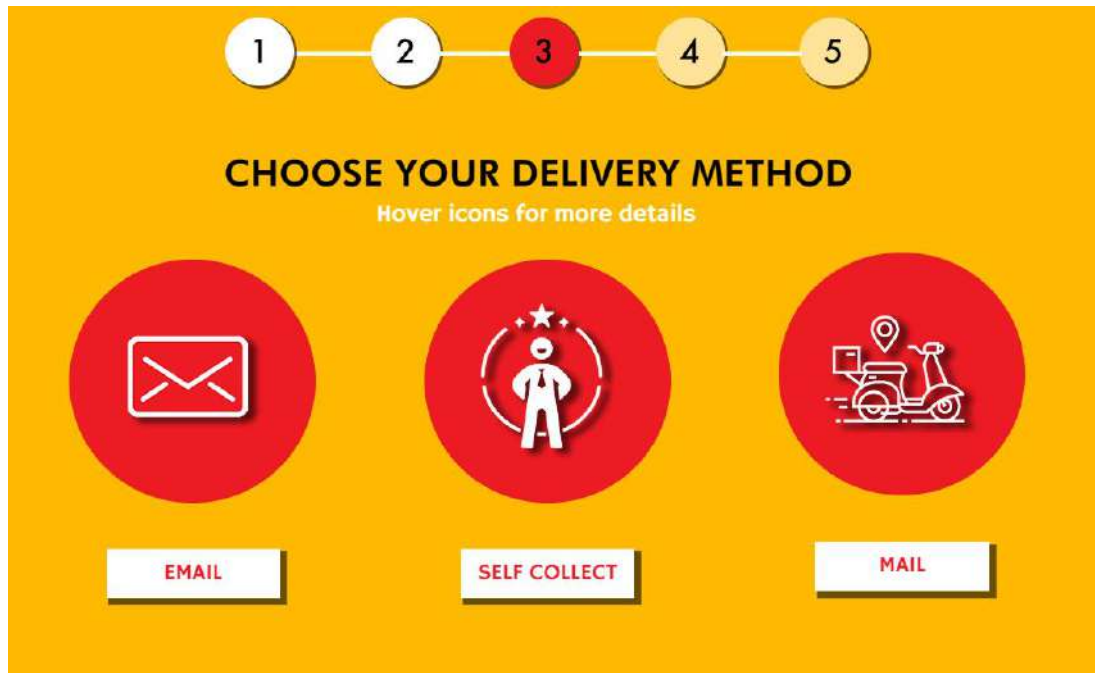 1 2 3 4 5
CHOOSE YOUR DELIVERY METHOD
Hover icons for more details
EMAIL
SELF COLLECT
MAIL